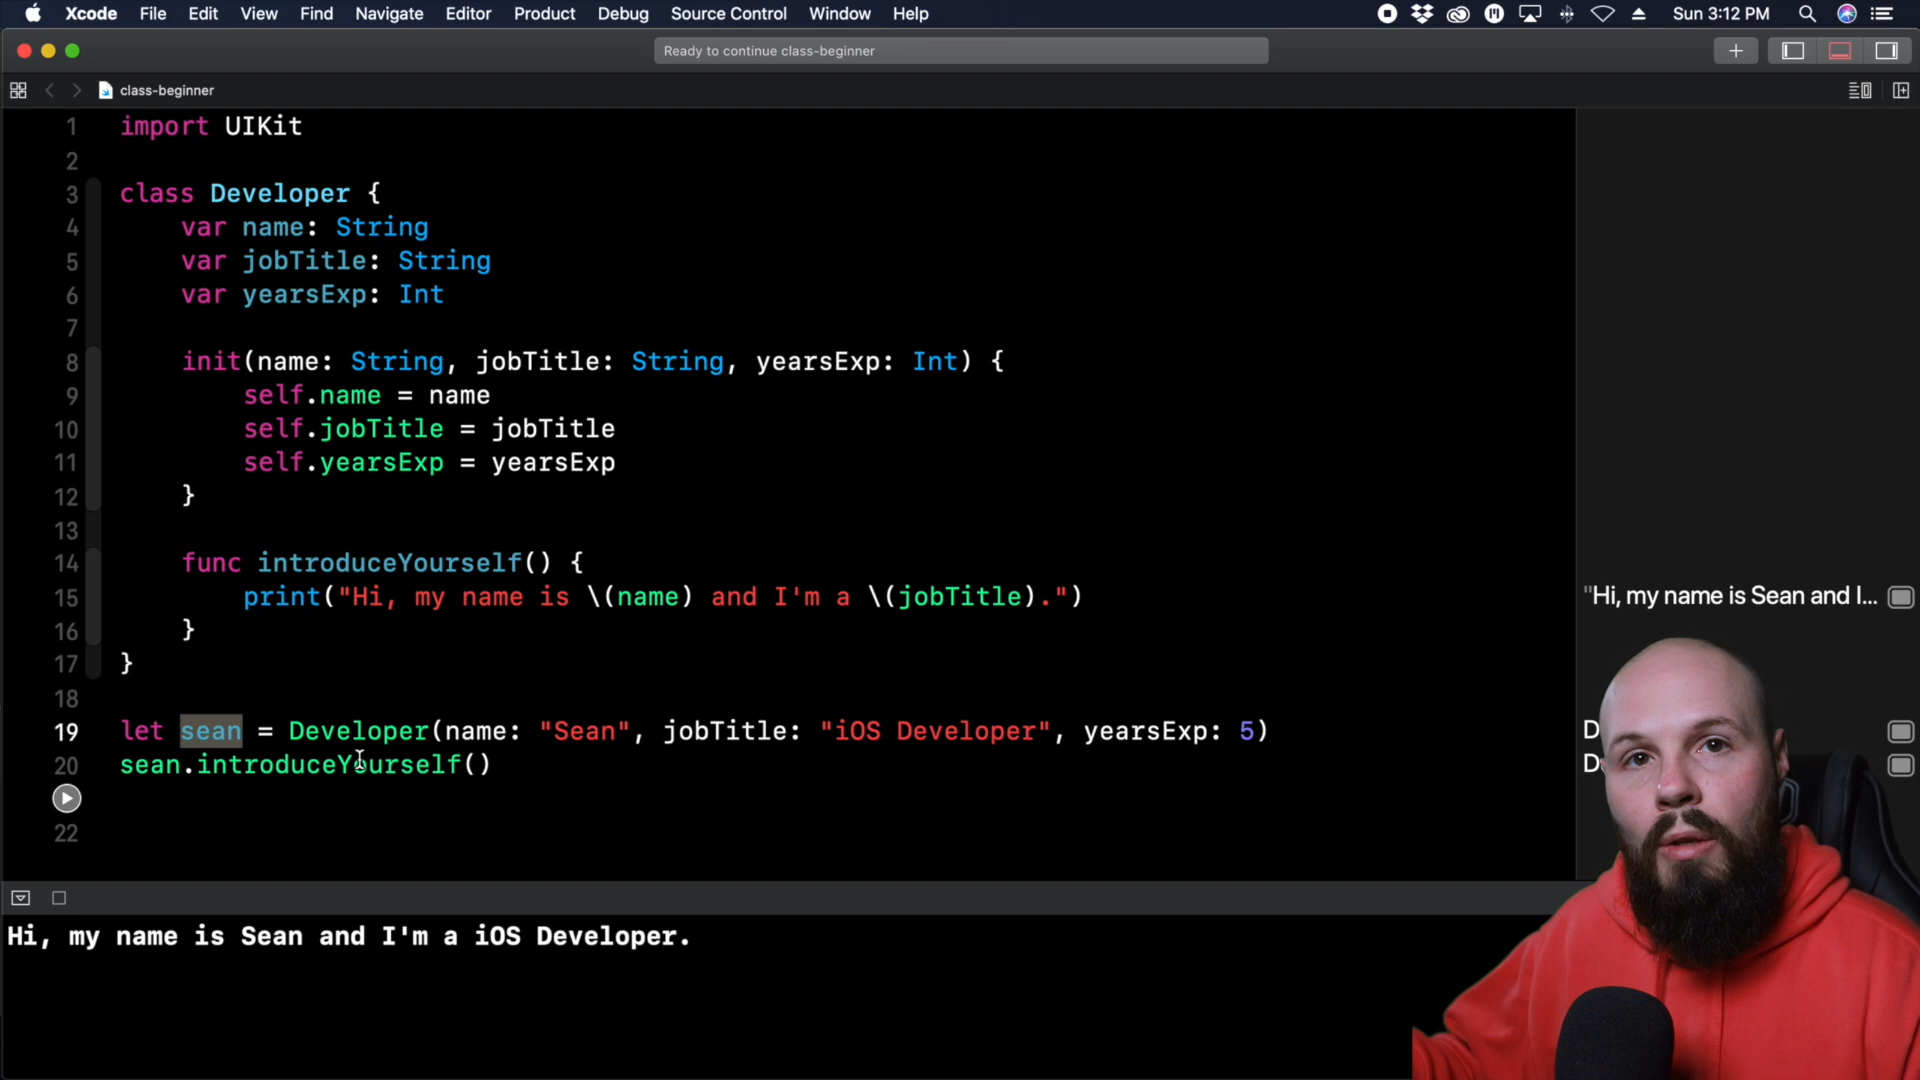 Xcode File Edit View Find Navigate Editor Product Debug Source Control Window Help Sun 3:12 PM
Ready to continue class-beginner
class-beginner
1 import UIKit
2
3 class Developer {
4 var name: String
5 var jobTitle: String
6 var yearsExp: Int
7
8 init(name: String, jobTitle: String, yearsExp: Int) {
9 self.name = name
10 self.jobTitle = jobTitle
11 self.yearsExp = yearsExp
12 }
13
14 func introduceYourself() {
15 print("Hi, my name is \(name) and I'm a \(jobTitle).") "Hi, my name is Sean and I...
16 }
17 }
18
19 let sean = Developer(name: "Sean", jobTitle: "iOS Developer", yearsExp: 5) D
20 sean.introduceYourself() D
22
Hi, my name is Sean and I'm a iOS Developer.